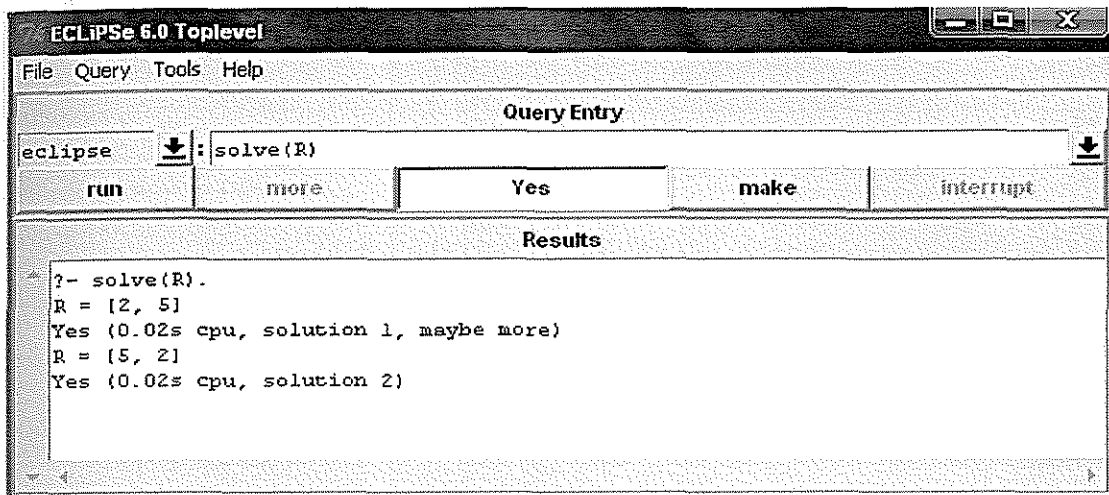 ECLiPSe 6.0 Toplevel
File Query Tools Help
Query Entry
eclipse : solve(R)
run more Yes make interrupt
Results
?- solve(R).
R = [2, 5]
Yes (0.02s cpu, solution 1, maybe more)
R = [5, 2]
Yes (0.02s cpu, solution 2)